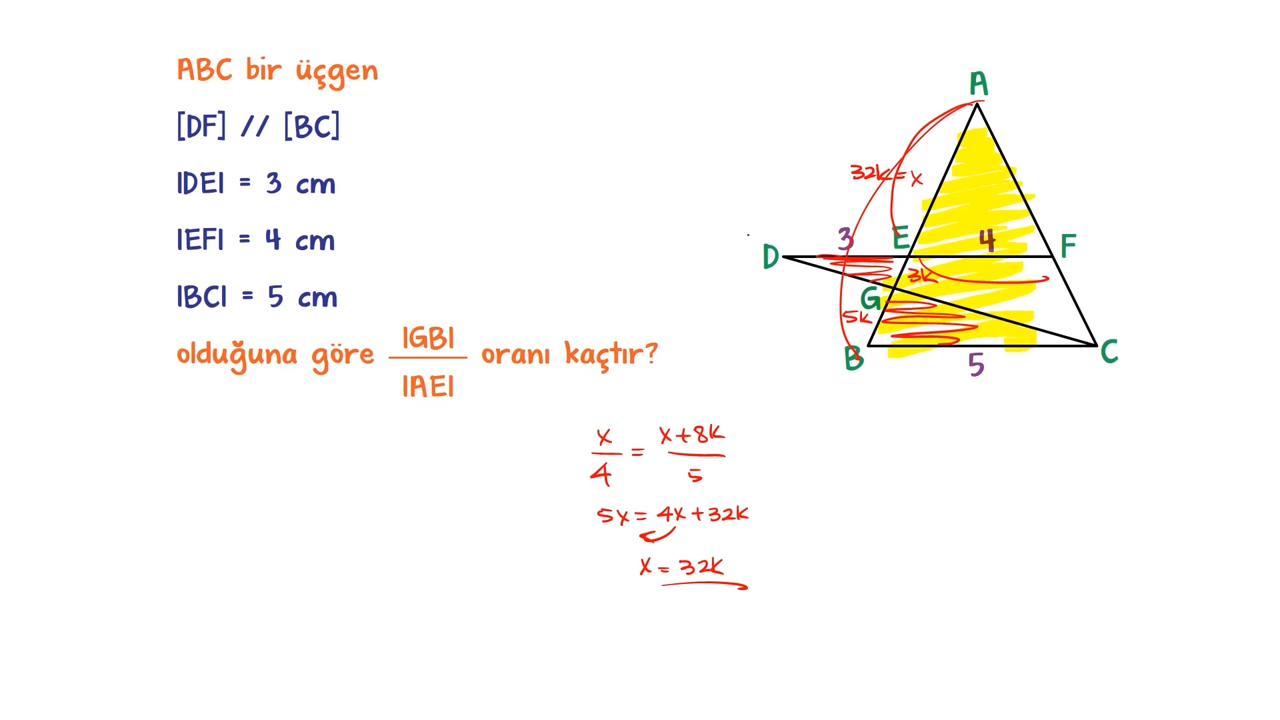 ABC bir üçgen
[DF] // [BC]
|DE| = 3 cm
|EF| = 4 cm
|BC| = 5 cm
olduğuna göre |GB| / |AE| oranı kaçtır?
A
32k = x
3 E 4 F
D
3k
G
5k
B C
5
x / 4 = x + 8k / 5
5x = 4x + 32k
x = 32k